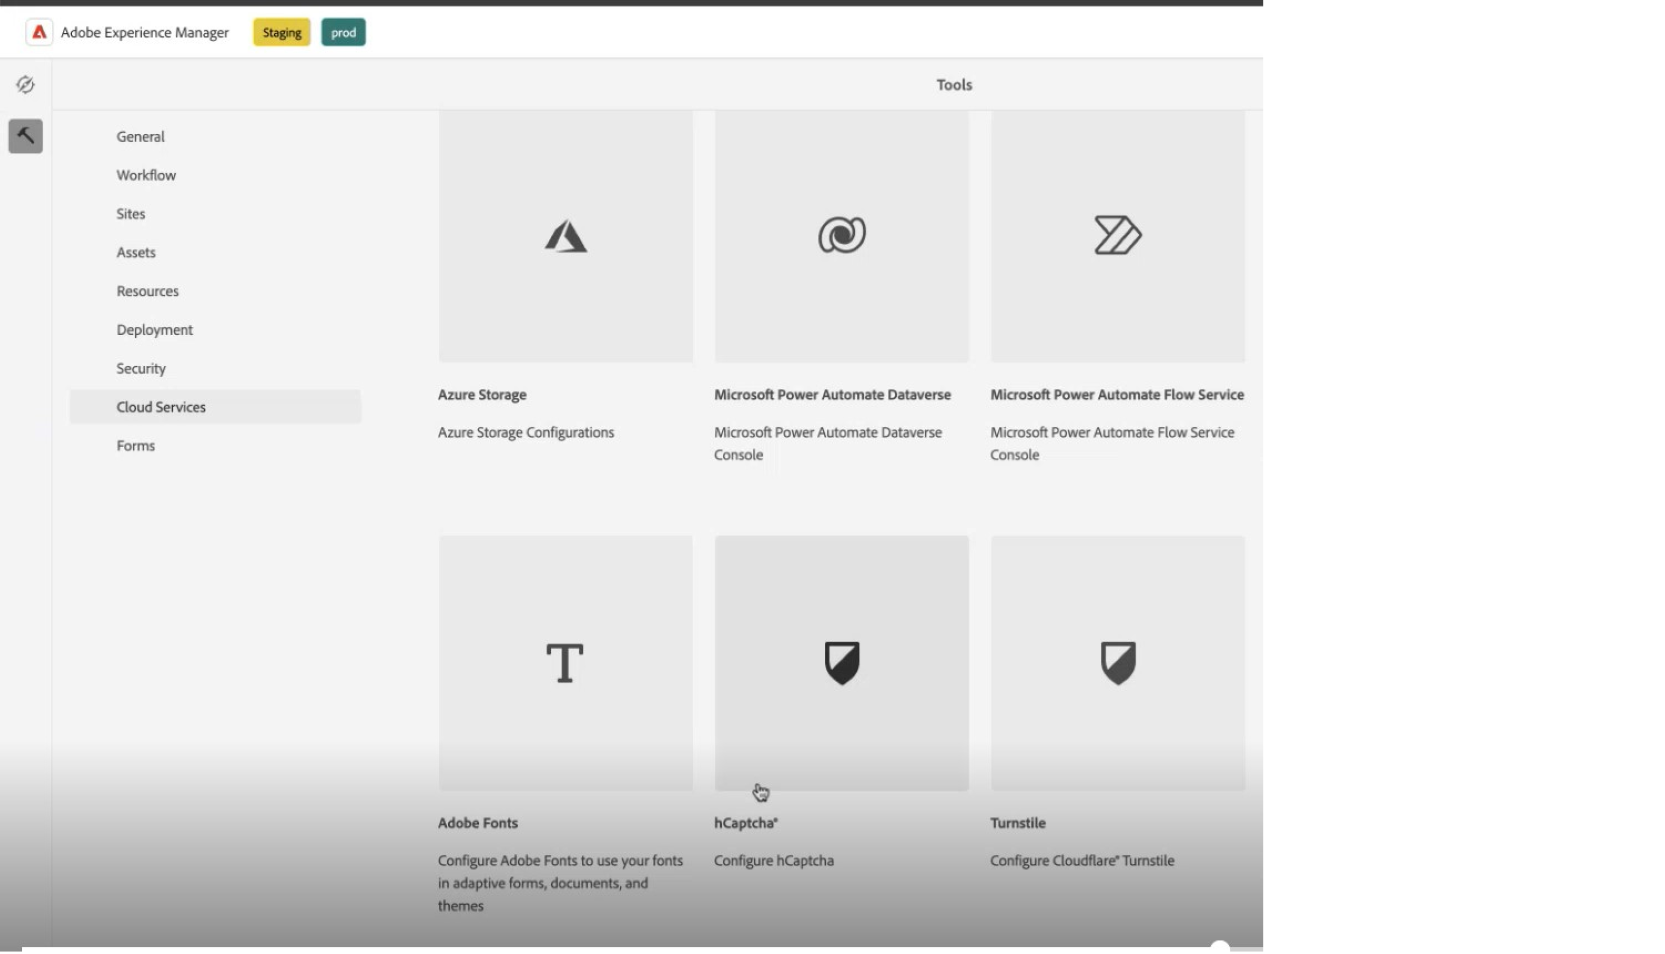 Adobe Experience Manager
Staging
prod
Tools
General
Workflow
Sites
Assets
Resources
Deployment
Security
Cloud Services
Forms
Azure Storage
Azure Storage Configurations
Microsoft Power Automate Dataverse
Microsoft Power Automate Dataverse
Console
Microsoft Power Automate Flow Service
Microsoft Power Automate Flow Service
Console
Adobe Fonts
Configure Adobe Fonts to use your fonts
in adaptive forms, documents, and
themes
hCaptcha®
Configure hCaptcha
Turnstile
Configure Cloudflare® Turnstile